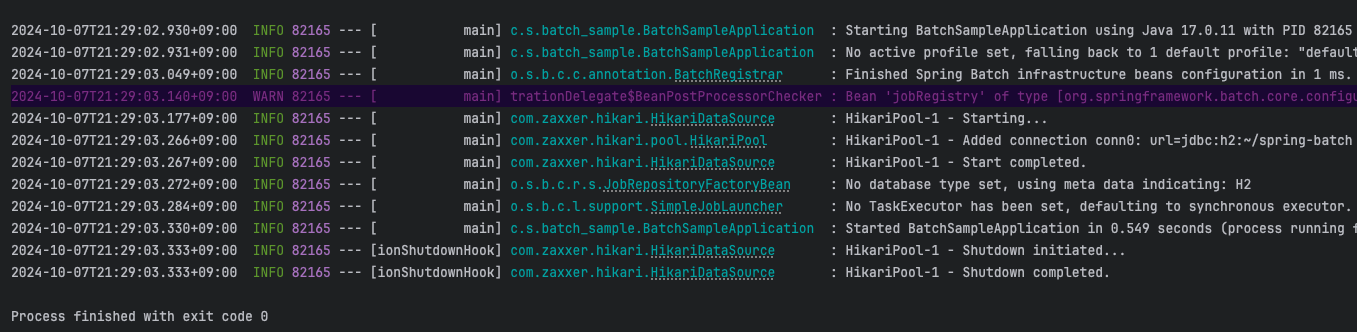 2024-10-07T21:29:02.930+09:00  INFO 82165 --- [           main] c.s.batch_sample.BatchSampleApplication  : Starting BatchSampleApplication using Java 17.0.11 with PID 82165
2024-10-07T21:29:02.931+09:00  INFO 82165 --- [           main] c.s.batch_sample.BatchSampleApplication  : No active profile set, falling back to 1 default profile: "default
2024-10-07T21:29:03.049+09:00  INFO 82165 --- [           main] o.s.b.c.c.annotation.BatchRegistrar      : Finished Spring Batch infrastructure beans configuration in 1 ms.
2024-10-07T21:29:03.140+09:00  WARN 82165 --- [           main] trationDelegate$BeanPostProcessorChecker : Bean 'jobRegistry' of type [org.springframework.batch.core.configu
2024-10-07T21:29:03.177+09:00  INFO 82165 --- [           main] com.zaxxer.hikari.HikariDataSource       : HikariPool-1 - Starting...
2024-10-07T21:29:03.266+09:00  INFO 82165 --- [           main] com.zaxxer.hikari.pool.HikariPool        : HikariPool-1 - Added connection conn0: url=jdbc:h2:~/spring-batch
2024-10-07T21:29:03.267+09:00  INFO 82165 --- [           main] com.zaxxer.hikari.HikariDataSource       : HikariPool-1 - Start completed.
2024-10-07T21:29:03.272+09:00  INFO 82165 --- [           main] o.s.b.c.r.s.JobRepositoryFactoryBean     : No database type set, using meta data indicating: H2
2024-10-07T21:29:03.284+09:00  INFO 82165 --- [           main] o.s.b.c.l.support.SimpleJobLauncher      : No TaskExecutor has been set, defaulting to synchronous executor.
2024-10-07T21:29:03.330+09:00  INFO 82165 --- [           main] c.s.batch_sample.BatchSampleApplication  : Started BatchSampleApplication in 0.549 seconds (process running f
2024-10-07T21:29:03.333+09:00  INFO 82165 --- [ionShutdownHook] com.zaxxer.hikari.HikariDataSource       : HikariPool-1 - Shutdown initiated...
2024-10-07T21:29:03.333+09:00  INFO 82165 --- [ionShutdownHook] com.zaxxer.hikari.HikariDataSource       : HikariPool-1 - Shutdown completed.
Process finished with exit code 0